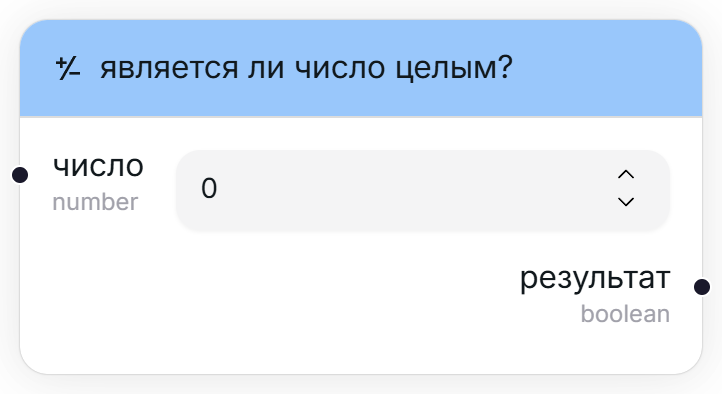 является ли число целым?
число
number
0
результат
boolean